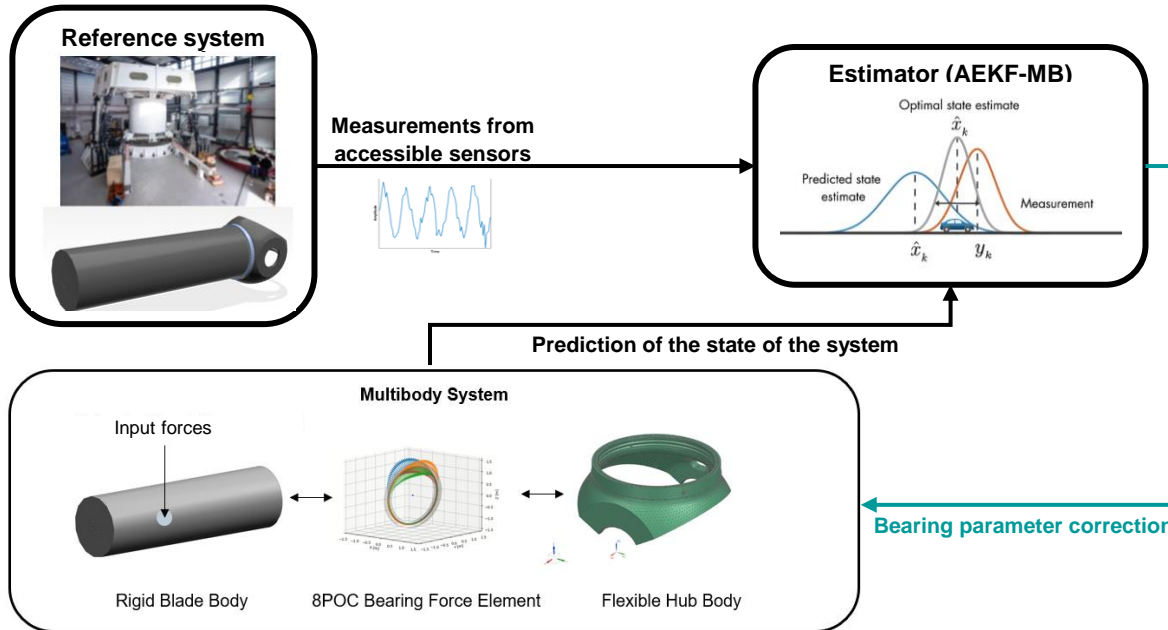 Reference system
Measurements from
accessible sensors
Amplitude
Time
Estimator (AEKF-MB)
Optimal state estimate
x̂ₖ
Predicted state
estimate
Measurement
x̂ₖ
yₖ
Prediction of the state of the system
Multibody System
Input forces
Bearing parameter correction
Rigid Blade Body
8POC Bearing Force Element
Flexible Hub Body